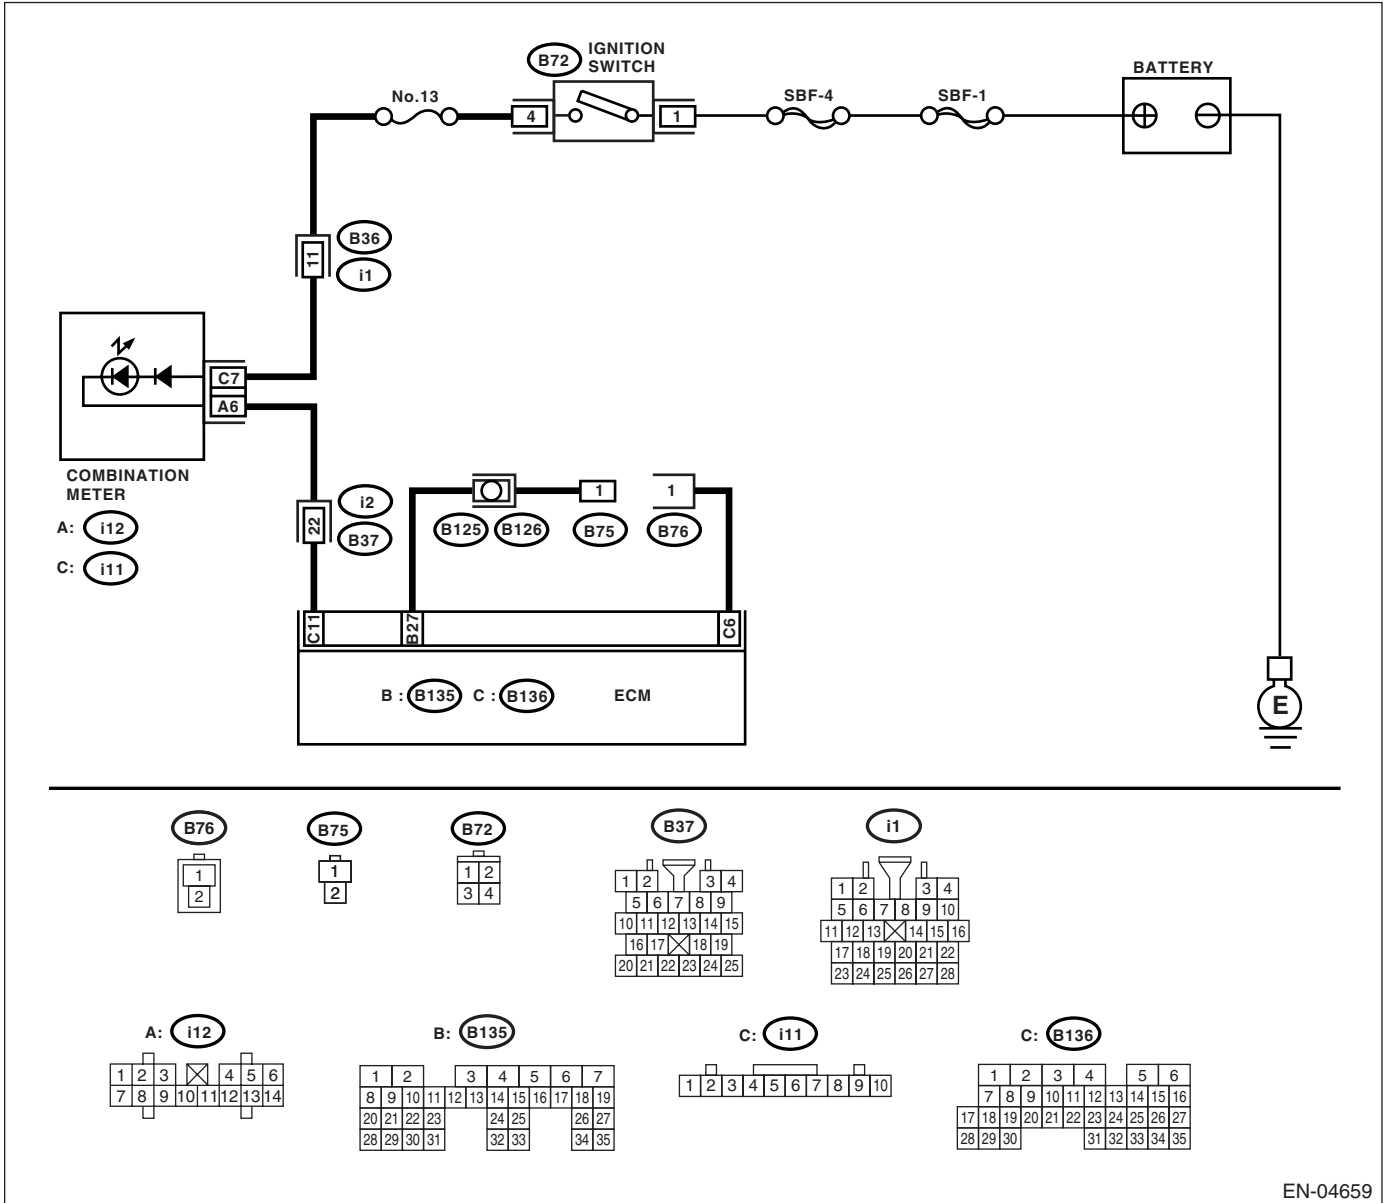 B72 IGNITION
SWITCH
BATTERY
No.13
SBF-4
SBF-1
4
1
B36
11
i1
C7
A6
COMBINATION
METER
A: i12
C: i11
i2
22
B37
1
1
B125 B126 B75 B76
C11
B27
C6
B : B135 C : B136 ECM
E
B76
B75
B72
B37
i1
1
2
1
2
1 2
3 4
1 2 3 4
5 6 7 8 9
10 11 12 13 14 15
16 17 18 19
20 21 22 23 24 25
1 2 3 4
5 6 7 8 9 10
11 12 13 14 15 16
17 18 19 20 21 22
23 24 25 26 27 28
A: i12
B: B135
C: i11
C: B136
1 2 3 4 5 6
7 8 9 10 11 12 13 14
1 2 3 4 5 6 7
8 9 10 11 12 13 14 15 16 17 18 19
20 21 22 23 24 25 26 27
28 29 30 31 32 33 34 35
1 2 3 4 5 6 7 8 9 10
1 2 3 4 5 6
7 8 9 10 11 12 13 14 15 16
17 18 19 20 21 22 23 24 25 26 27
28 29 30 31 32 33 34 35
EN-04659